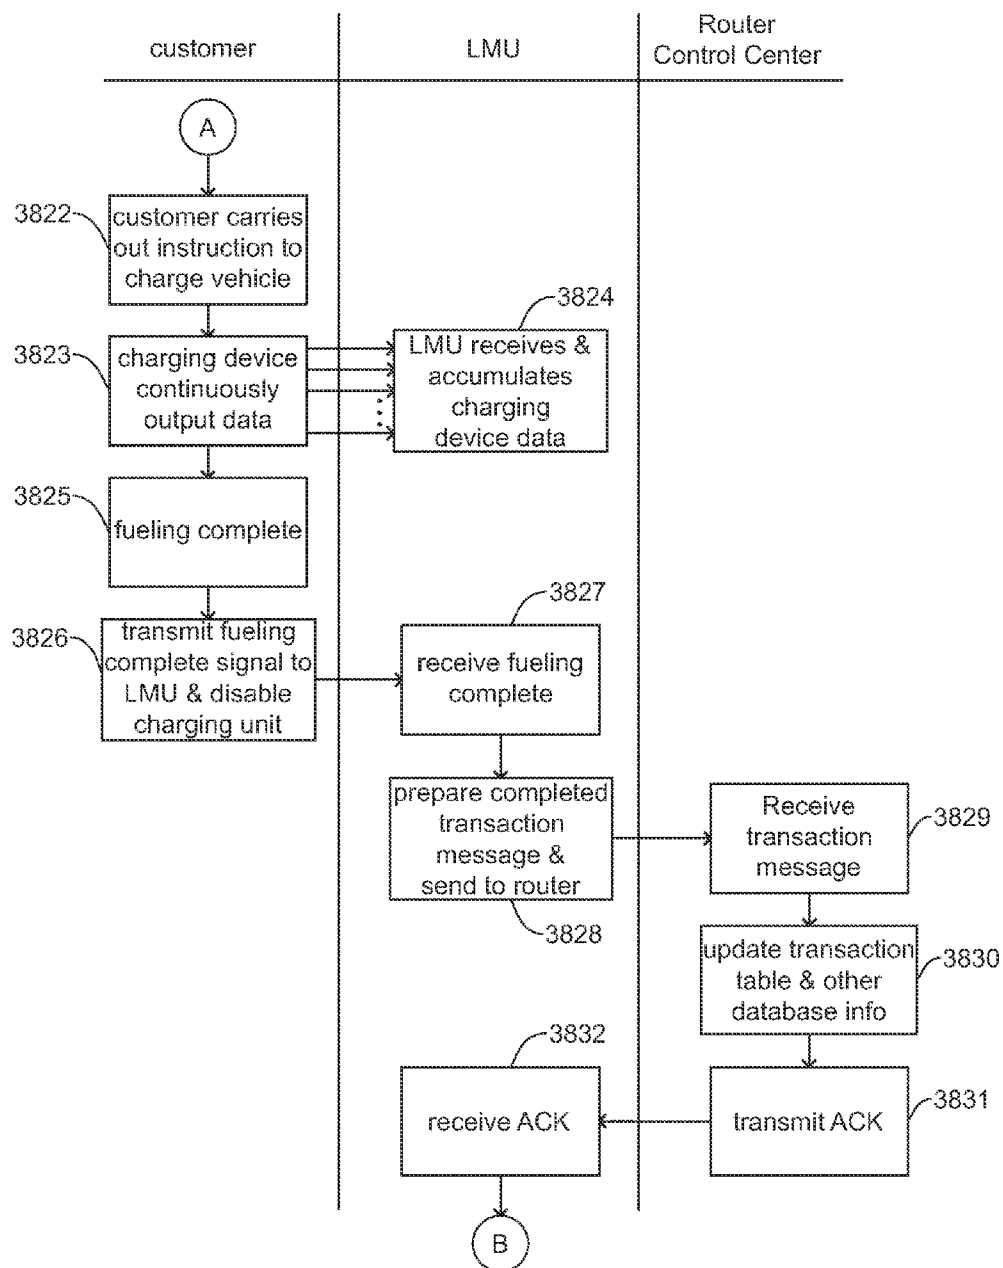 customer
LMU
Router
Control Center
A
3822
customer carries
out instruction to
charge vehicle
3823
charging device
continuously
output data
3824
LMU receives &
accumulates
charging
device data
3825
fueling complete
3826
transmit fueling
complete signal to
LMU & disable
charging unit
3827
receive fueling
complete
prepare completed
transaction
message &
send to router
3828
Receive
transaction
message
3829
update transaction
table & other
database info
3830
3832
receive ACK
transmit ACK
3831
B